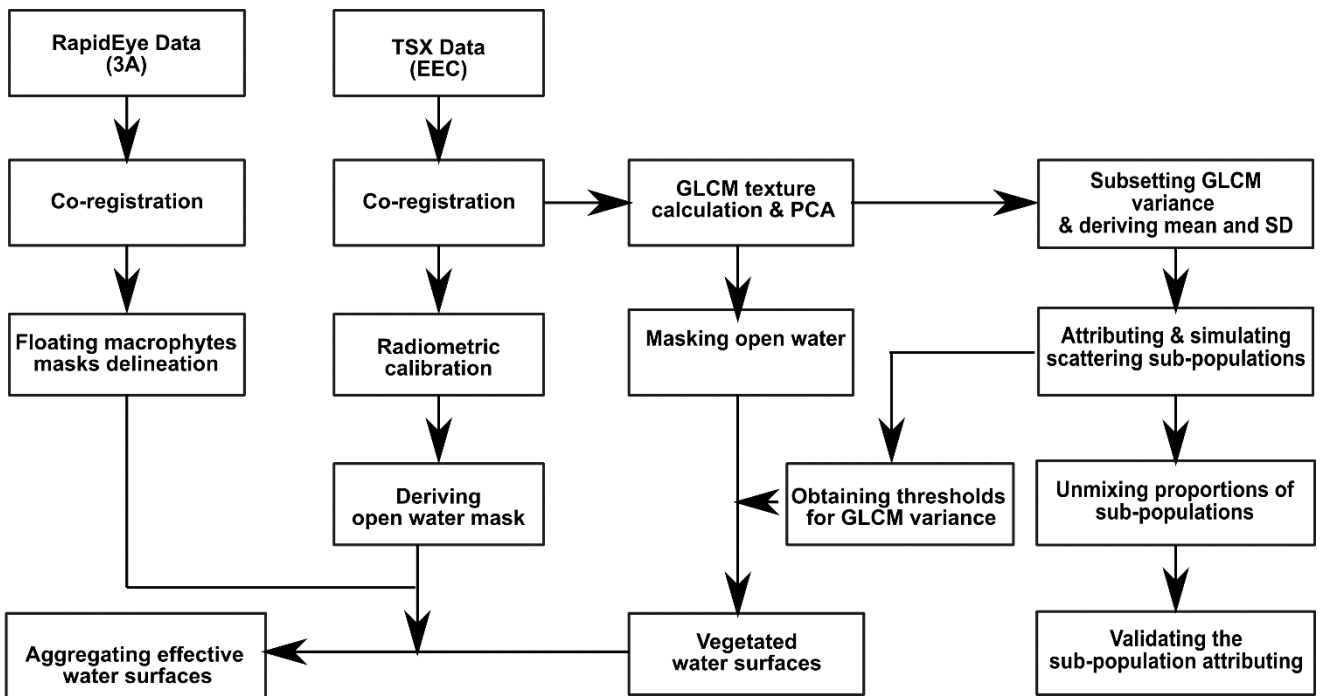 RapidEye Data
(3A)
TSX Data
(EEC)
Co-registration
Co-registration
GLCM texture
calculation & PCA
Subsetting GLCM
variance
& deriving mean and SD
Floating macrophytes
masks delineation
Radiometric
calibration
Masking open water
Attributing & simulating
scattering sub-populations
Deriving
open water mask
Obtaining thresholds
for GLCM variance
Unmixing proportions of
sub-populations
Aggregating effective
water surfaces
Vegetated
water surfaces
Validating the
sub-population attributing